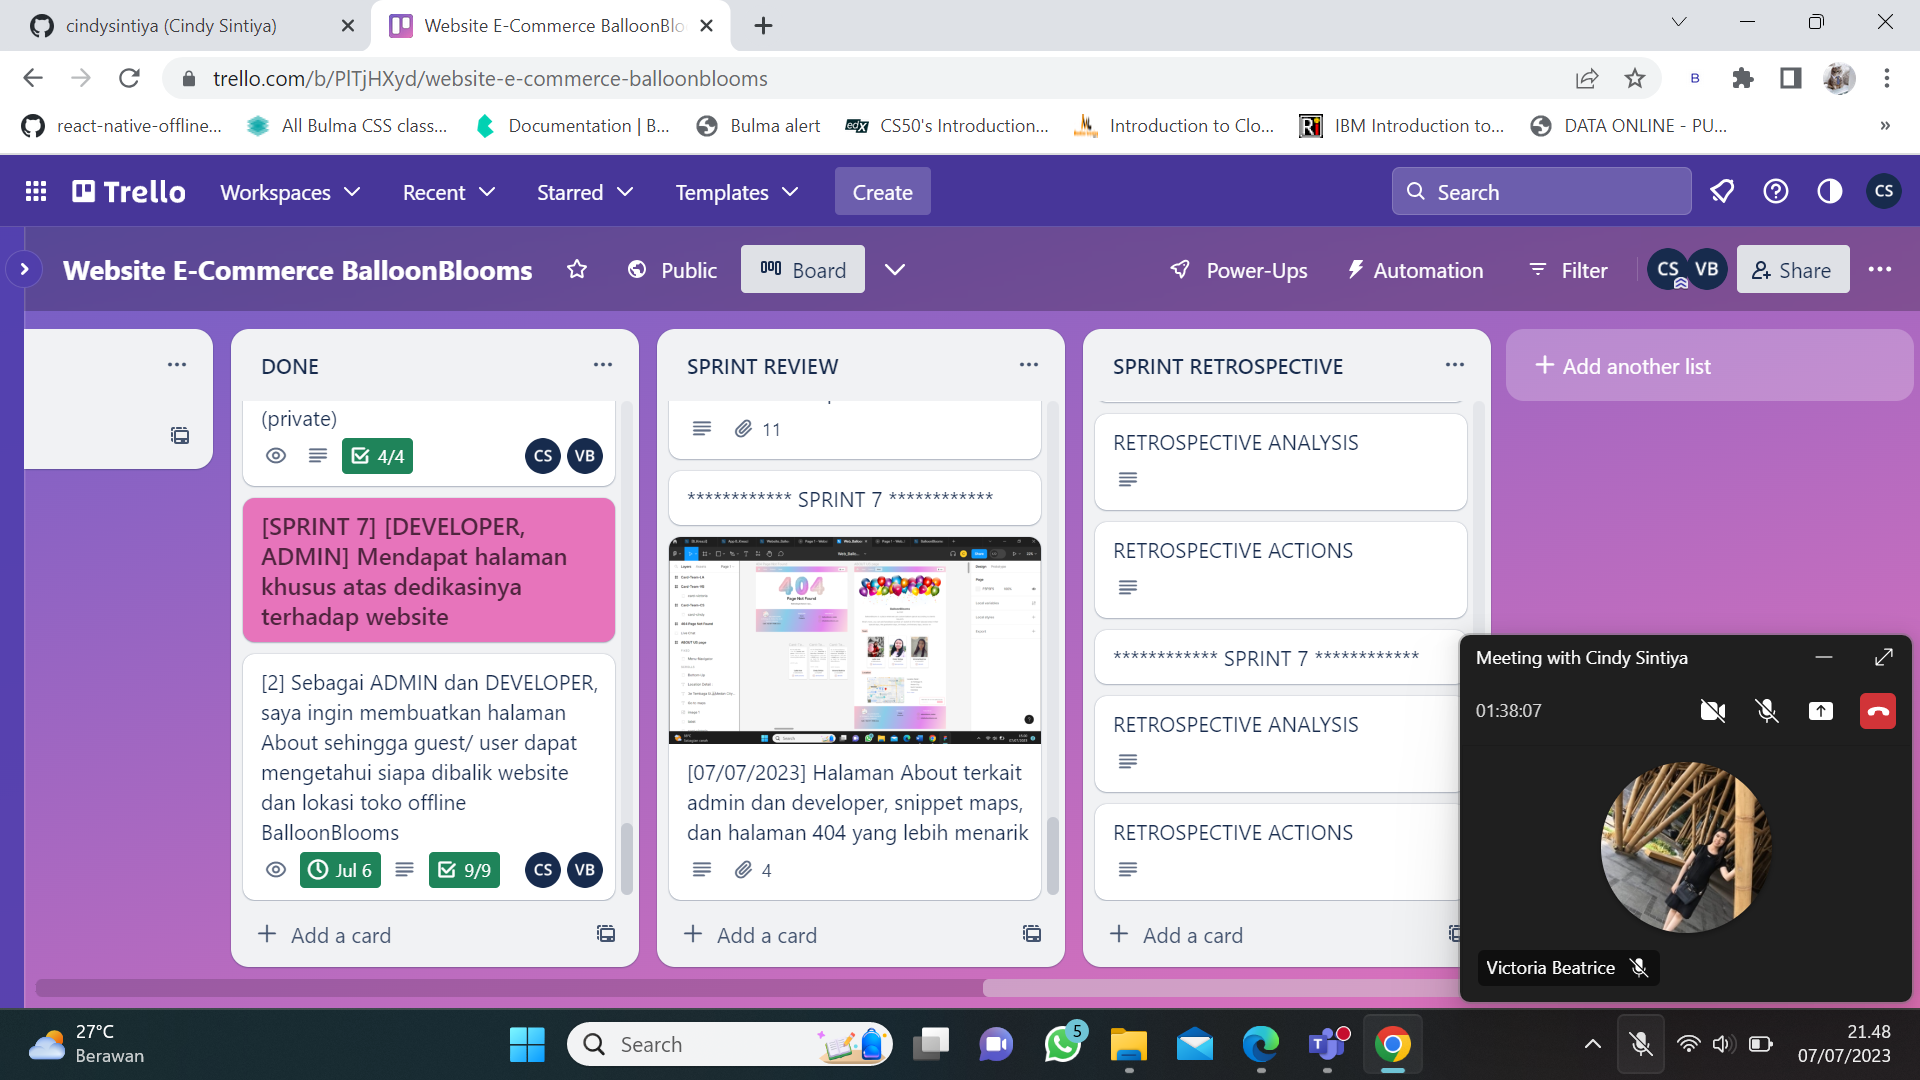 cindysintiya (Cindy Sintiya)
Website E-Commerce BalloonBlo
trello.com/b/PlTjHXyd/website-e-commerce-balloonblooms
react-native-offline...
All Bulma CSS class...
Documentation | B...
Bulma alert
edX
CS50's Introduction...
Introduction to Clo...
IBM Introduction to...
DATA ONLINE - PU...
»
Trello
Workspaces
Recent
Starred
Templates
Create
Search
CS
Website E-Commerce BalloonBlooms
Public
Board
Power-Ups
Automation
Filter
CS
VB
Share
DONE
(private)
4/4
CS
VB
[SPRINT 7] [DEVELOPER,
ADMIN] Mendapat halaman
khusus atas dedikasinya
terhadap website
[2] Sebagai ADMIN dan DEVELOPER,
saya ingin membuatkan halaman
About sehingga guest/ user dapat
mengetahui siapa dibalik website
dan lokasi toko offline
BalloonBlooms
Jul 6
9/9
CS
VB
+ Add a card
SPRINT REVIEW
11
************ SPRINT 7 ************
404
Page Not Found
[07/07/2023] Halaman About terkait
admin dan developer, snippet maps,
dan halaman 404 yang lebih menarik
4
+ Add a card
SPRINT RETROSPECTIVE
RETROSPECTIVE ANALYSIS
RETROSPECTIVE ACTIONS
************ SPRINT 7 ************
RETROSPECTIVE ANALYSIS
RETROSPECTIVE ACTIONS
+ Add a card
+ Add another list
Meeting with Cindy Sintiya
01:38:07
Victoria Beatrice
27°C
Berawan
Search
5
21.48
07/07/2023